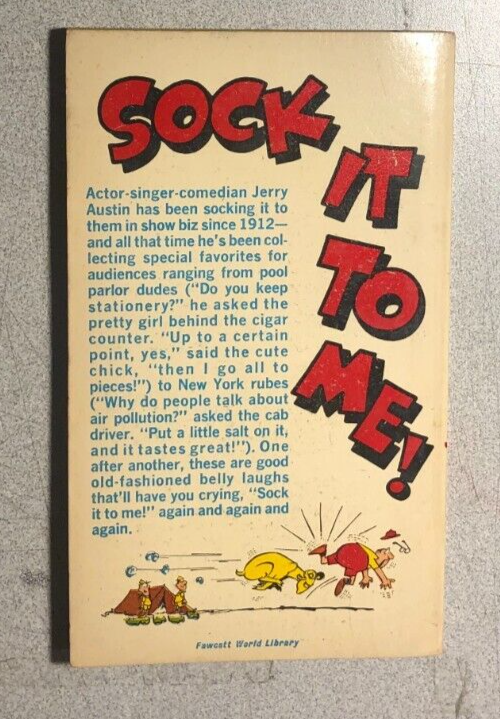 SOCK
IT
TO
ME!
Actor-singer-comedian Jerry
Austin has been socking it to
them in show biz since 1912—
and all that time he's been col-
lecting special favorites for
audiences ranging from pool
parlor dudes (“Do you keep
stationery?” he asked the
pretty girl behind the cigar
counter. “Up to a certain
point, yes,” said the cute
chick, “then I go all to
pieces!”) to New York rubes
(“Why do people talk about
air pollution?” asked the cab
driver. “Put a little salt on it,
and it tastes great!”). One
after another, these are good
old-fashioned belly laughs
that'll have you crying, “Sock
it to me!” again and again and
again.
Fawcett World Library